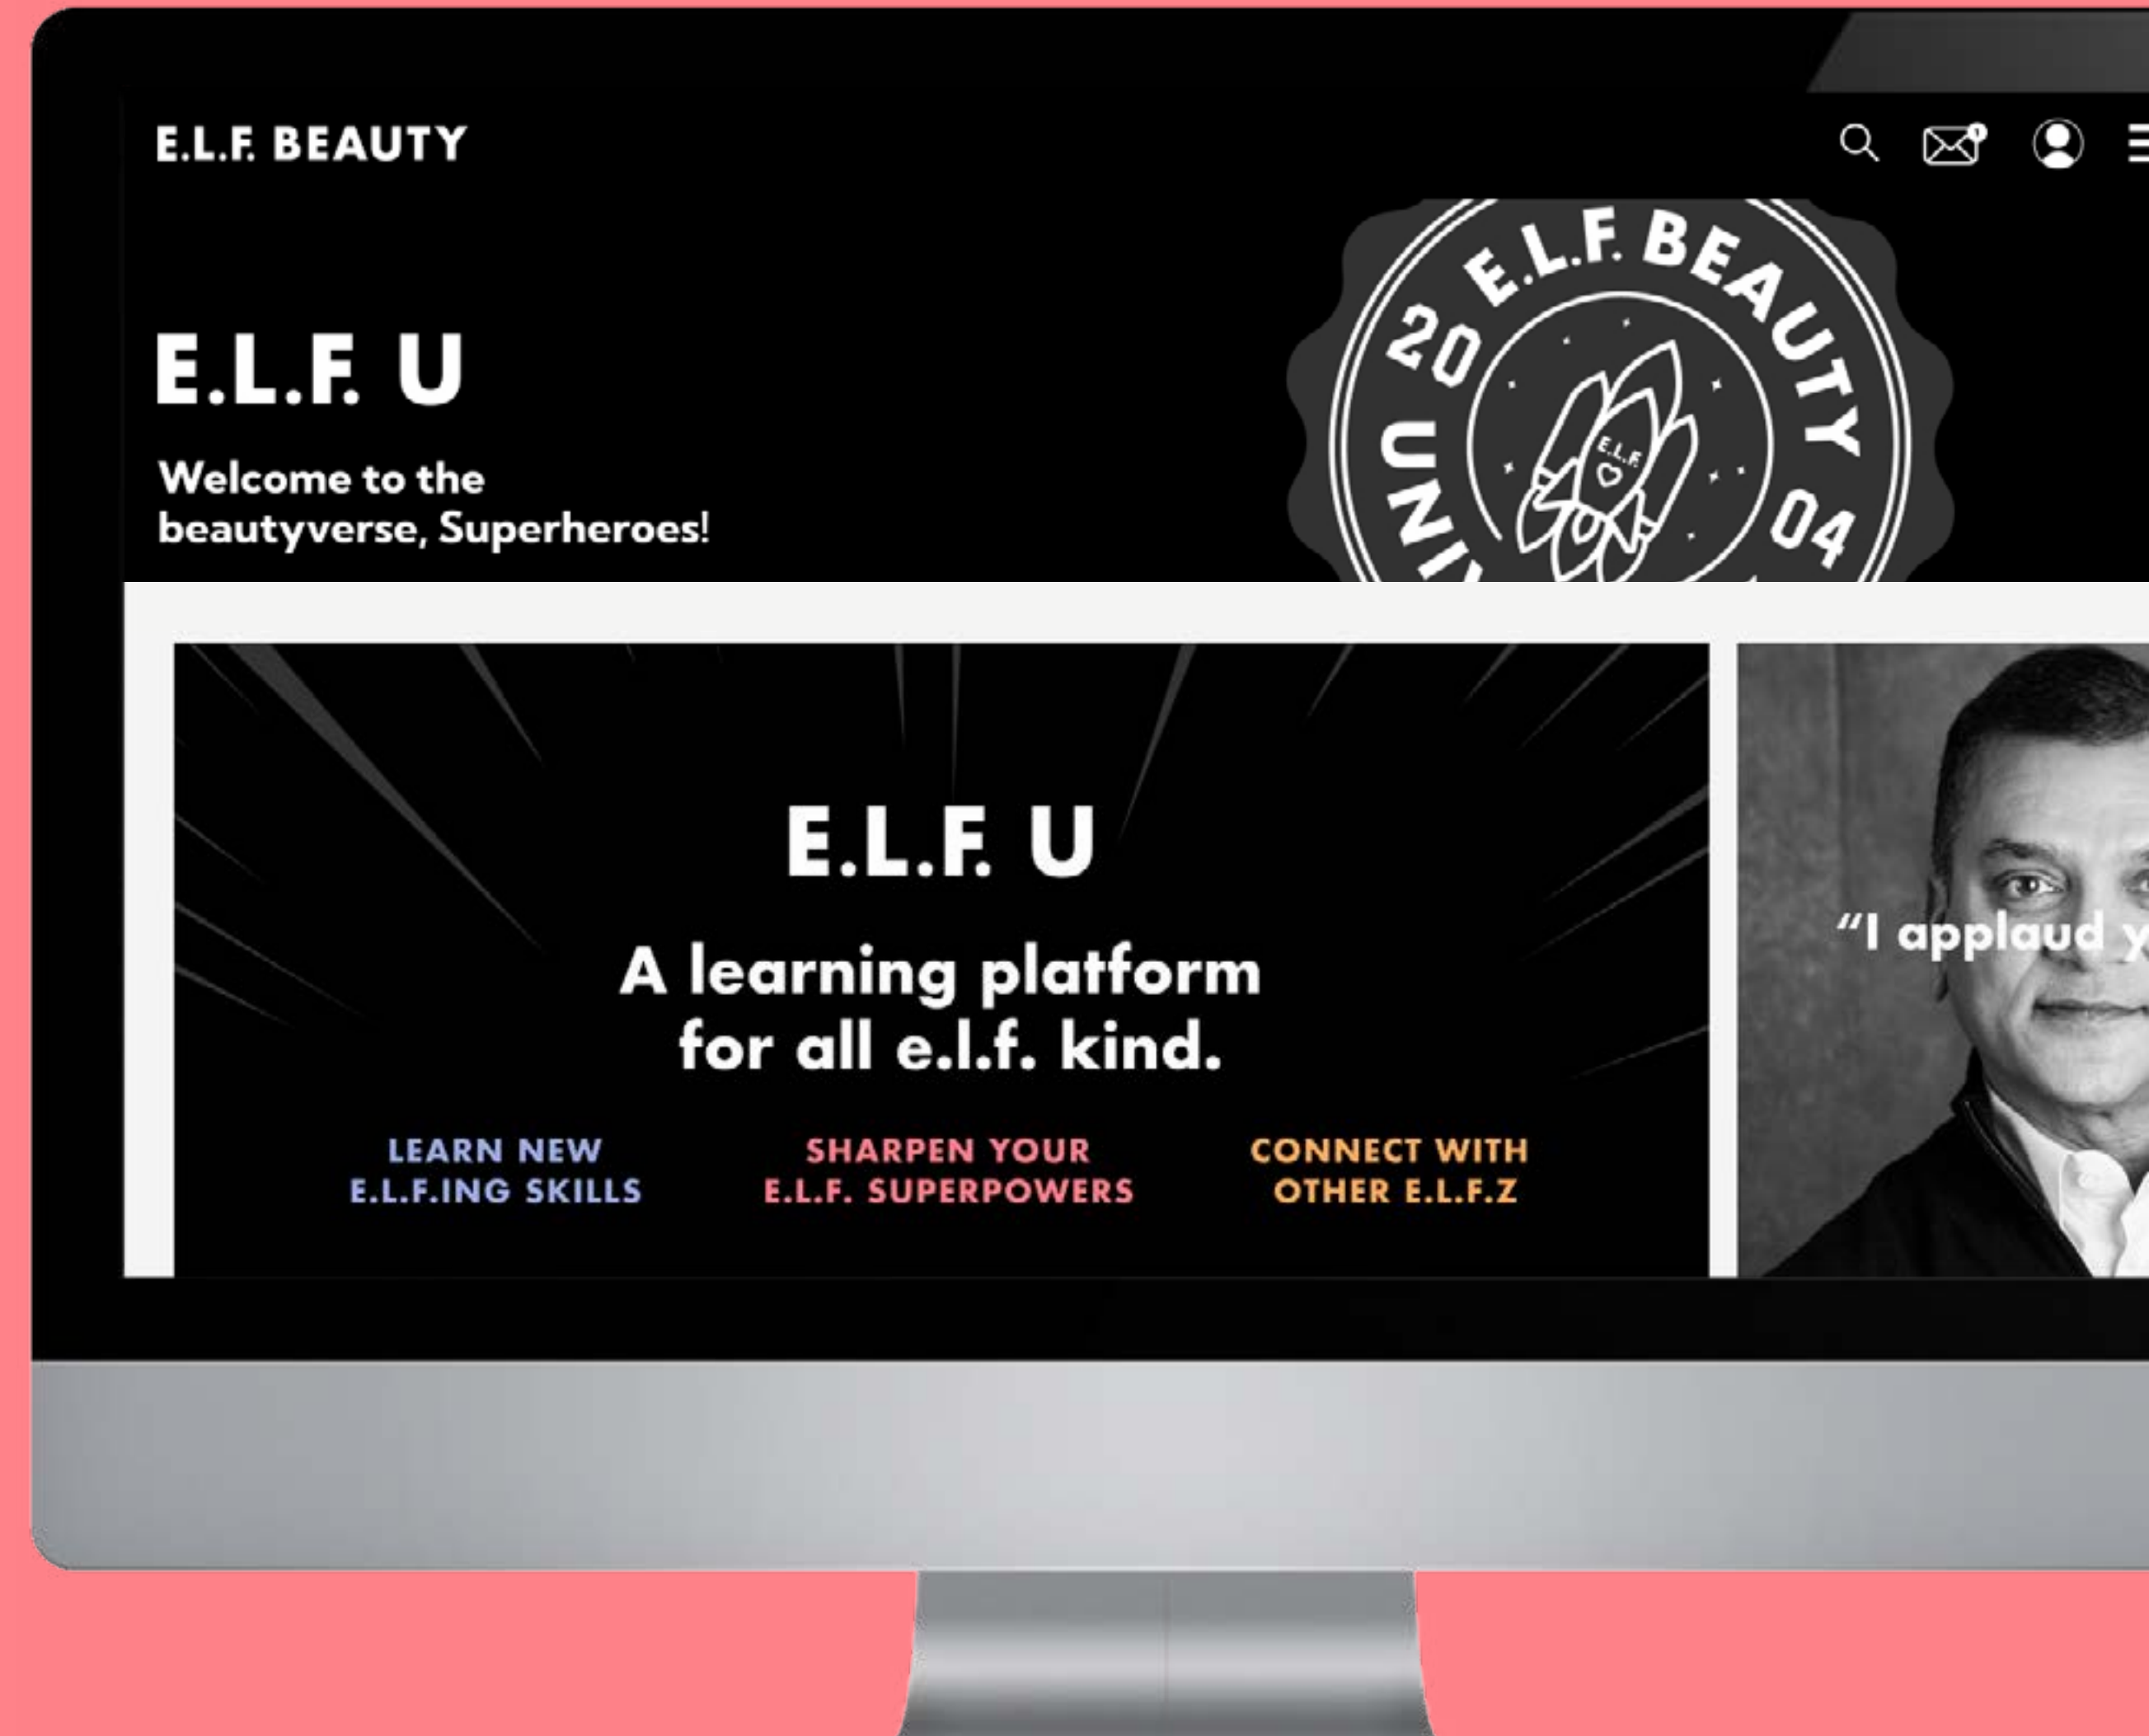 E.L.F. BEAUTY
1
E.L.F. BEAUTY
20
04
E.L.F.
E.L.F. U
Welcome to the
beautyverse, Superheroes!
E.L.F. U
A learning platform
for all e.l.f. kind.
LEARN NEW
E.L.F.ING SKILLS
SHARPEN YOUR
E.L.F. SUPERPOWERS
CONNECT WITH
OTHER E.L.F.Z
“I applaud